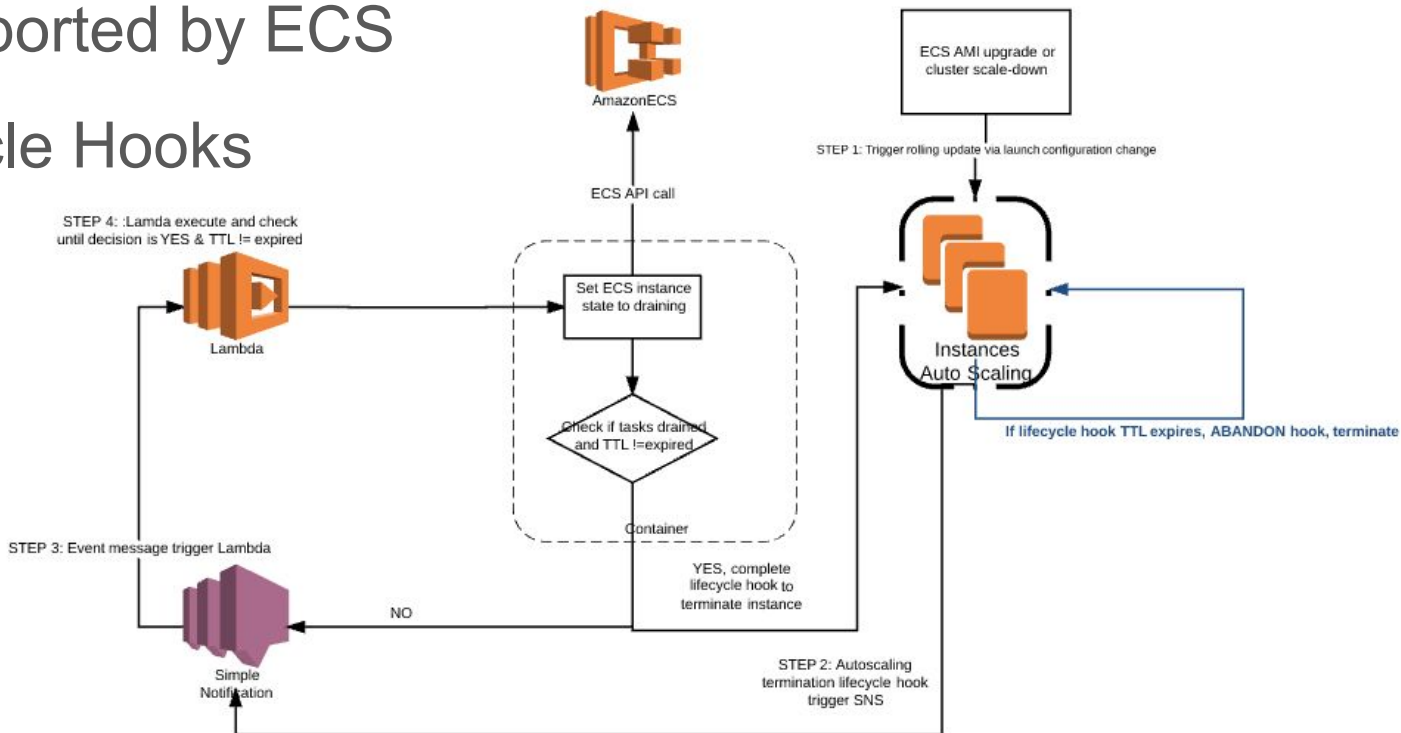 ported by ECS
cle Hooks
AmazonECS
ECS AMI upgrade or
cluster scale-down
STEP 1: Trigger rolling update via launch configuration change
ECS API call
STEP 4: :Lamda execute and check
until decision is YES & TTL != expired
Lambda
Set ECS instance
state to draining
Instances
Auto Scaling
Check if tasks drained
and TTL !=expired
If lifecycle hook TTL expires, ABANDON hook, terminate
Container
STEP 3: Event message trigger Lambda
YES, complete
lifecycle hook to
terminate instance
NO
Simple
Notification
STEP 2: Autoscaling
termination lifecycle hook
trigger SNS